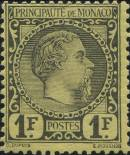 PRINCIPAUTÉ DE MONACO
1F POSTES 1F